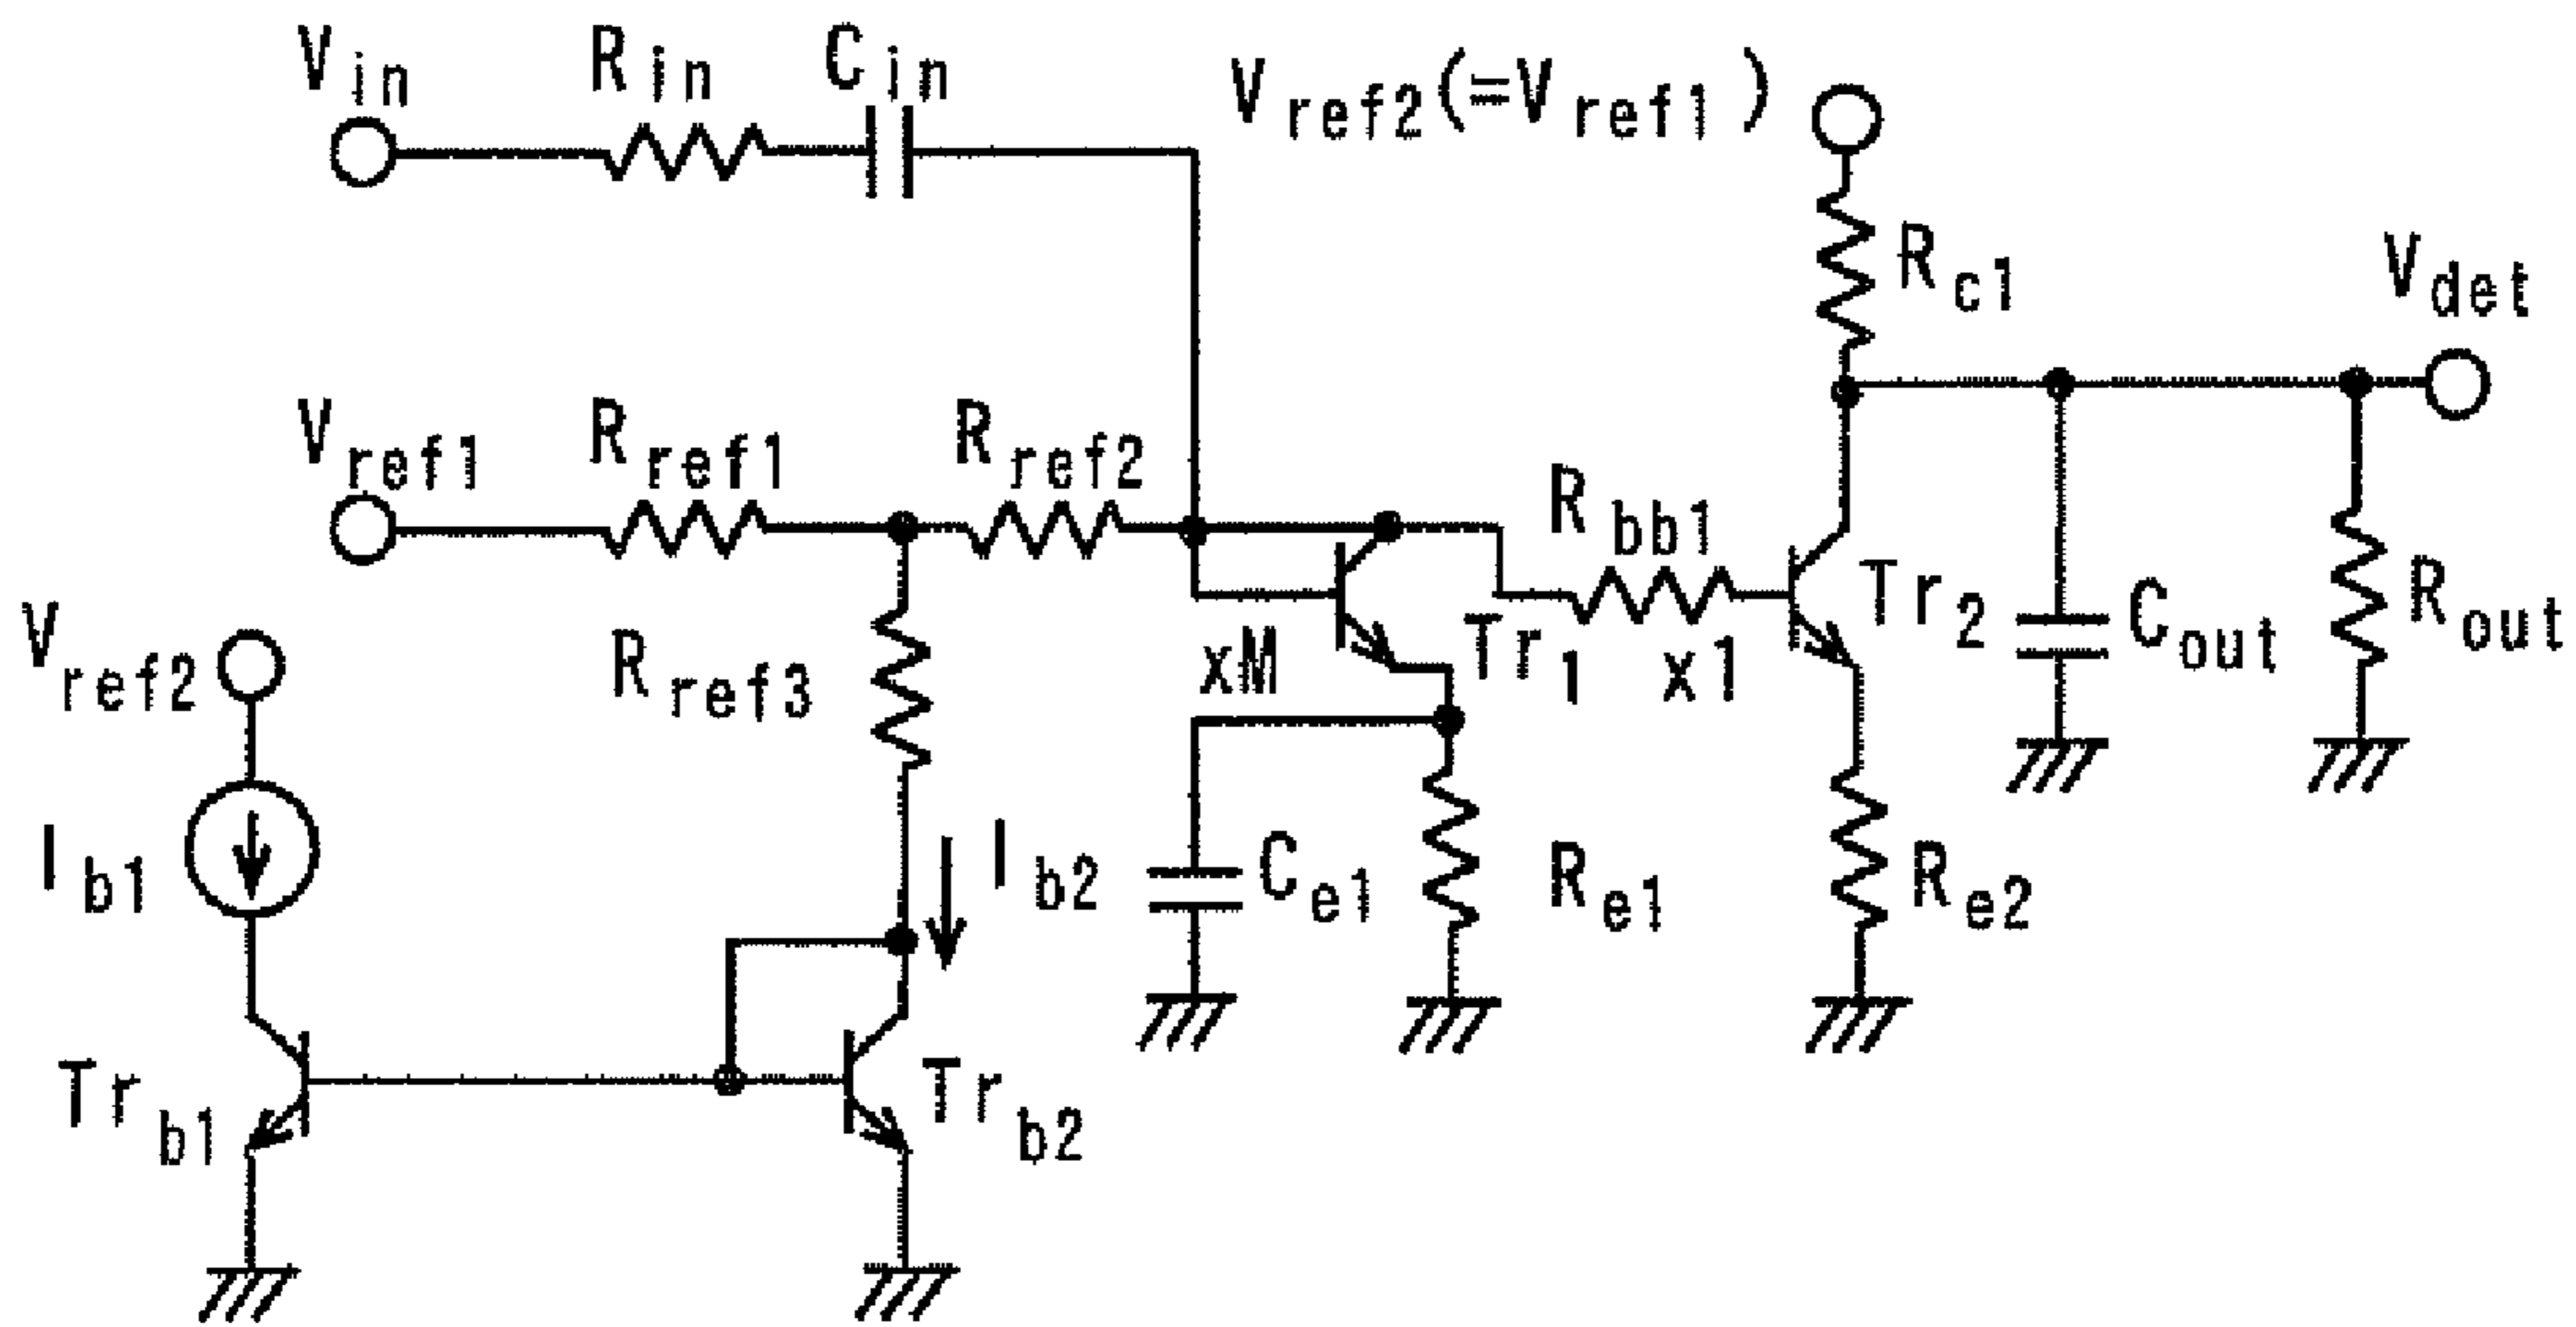 Vin
Rin
Cin
Vref2(=Vref1)
Rc1
Vdet
Vref1
Rref1
Rref2
Rbb1
Tr2
Cout
Rout
Vref2
Rref3
xM
Tr1
x1
Ib1
Ib2
Ce1
Re1
Re2
Trb1
Trb2